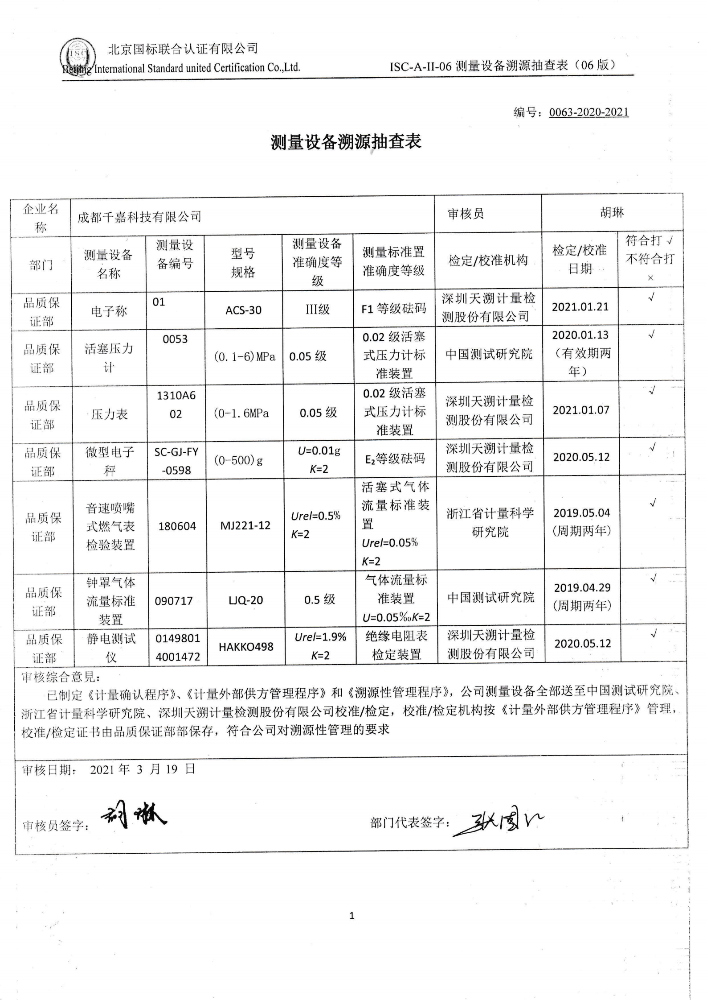 ISC
北京国标联合认证有限公司
Beijing International Standard united Certification Co.,Ltd.
ISC-A-II-06 测量设备溯源抽查表（06 版）
编号：0063-2020-2021
测量设备溯源抽查表
企业名
称
成都千嘉科技有限公司
审核员
胡琳
部门
测量设备
名称
测量设
备编号
型号
规格
测量设备
准确度等
级
测量标准置
准确度等级
检定/校准机构
检定/校准
日期
符合打 √
不符合打
×
品质保
证部
电子称
01
ACS-30
III级
F1 等级砝码
深圳天溯计量检
测股份有限公司
2021.01.21
√
品质保
证部
活塞压力
计
0053
(0.1-6)MPa
0.05 级
0.02 级活塞
式压力计标
准装置
中国测试研究院
2020.01.13
（有效期两
年）
√
品质保
证部
压力表
1310A6
02
(0-1.6MPa
0.05 级
0.02 级活塞
式压力计标
准装置
深圳天溯计量检
测股份有限公司
2021.01.07
√
品质保
证部
微型电子
秤
SC-GJ-FY
-0598
(0-500)g
U=0.01g
K=2
E₂等级砝码
深圳天溯计量检
测股份有限公司
2020.05.12
√
品质保
证部
音速喷嘴
式燃气表
检验装置
180604
MJ221-12
Urel=0.5%
K=2
活塞式气体
流量标准装
置
Urel=0.05%
K=2
浙江省计量科学
研究院
2019.05.04
(周期两年)
√
品质保
证部
钟罩气体
流量标准
装置
090717
LJQ-20
0.5 级
气体流量标
准装置
U=0.05‰K=2
中国测试研究院
2019.04.29
(周期两年)
√
品质保
证部
静电测试
仪
0149801
4001472
HAKKO498
Urel=1.9%
K=2
绝缘电阻表
检定装置
深圳天溯计量检
测股份有限公司
2020.05.12
√
审核综合意见：
已制定《计量确认程序》、《计量外部供方管理程序》和《溯源性管理程序》，公司测量设备全部送至中国测试研究院、
浙江省计量科学研究院、深圳天溯计量检测股份有限公司校准/检定，校准/检定机构按《计量外部供方管理程序》管理，
校准/检定证书由品质保证部部保存，符合公司对溯源性管理的要求
审核日期： 2021 年 3 月 19 日
审核员签字： 胡琳
部门代表签字：
1